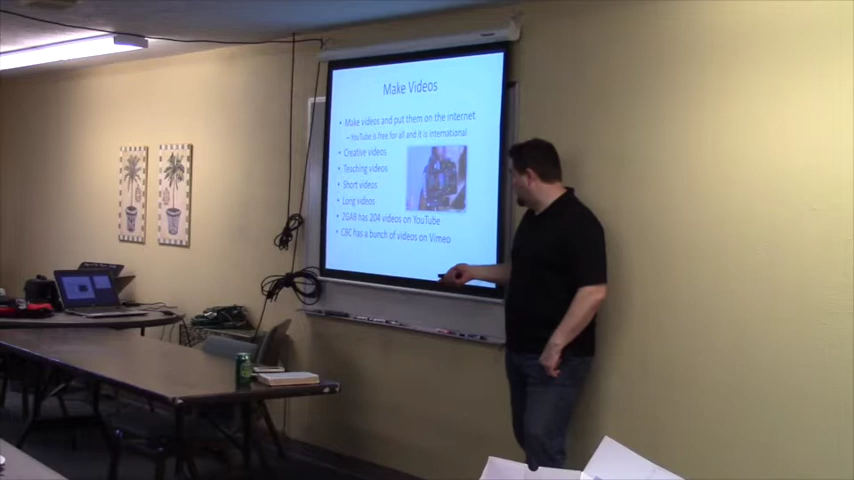 Make Videos
• Make videos and put them on the internet
– YouTube is free for all and it is international
• Creative videos
• Teaching videos
• Short videos
• Long videos
• 2GAB has 204 videos on YouTube
• CBC has a bunch of videos on Vimeo